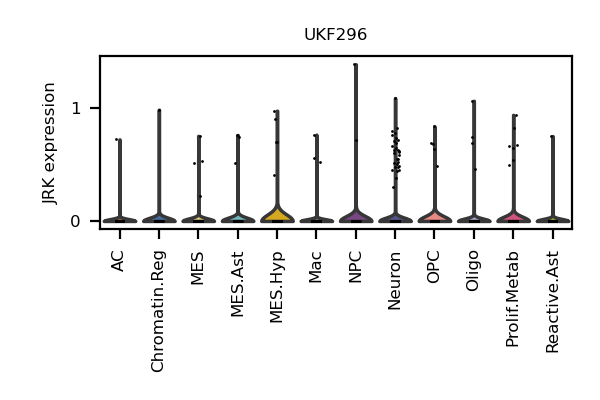 UKF296
JRK expression
1
0
AC
Chromatin.Reg
MES
MES.Ast
MES.Hyp
Mac
NPC
Neuron
OPC
Oligo
Prolif.Metab
Reactive.Ast